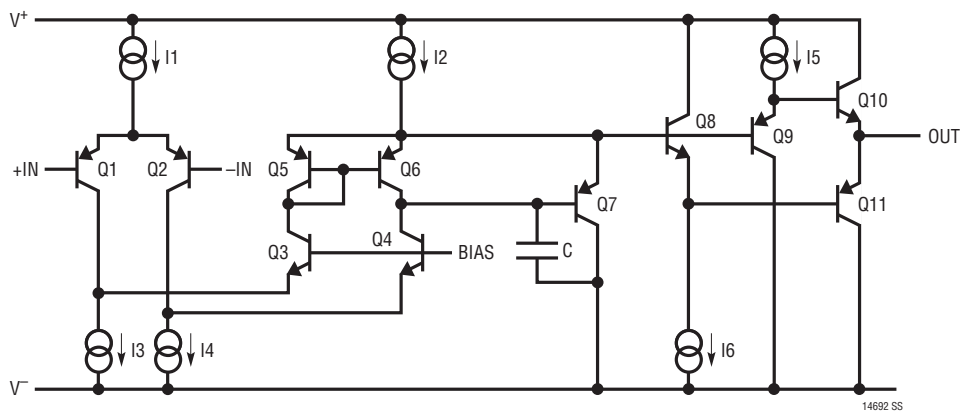 V+
I1
I2
I5
Q10
Q8
Q9
OUT
+IN
Q1
Q2
–IN
Q5
Q6
Q7
Q11
Q3
Q4
BIAS
C
I3
I4
I6
V–
14692 SS